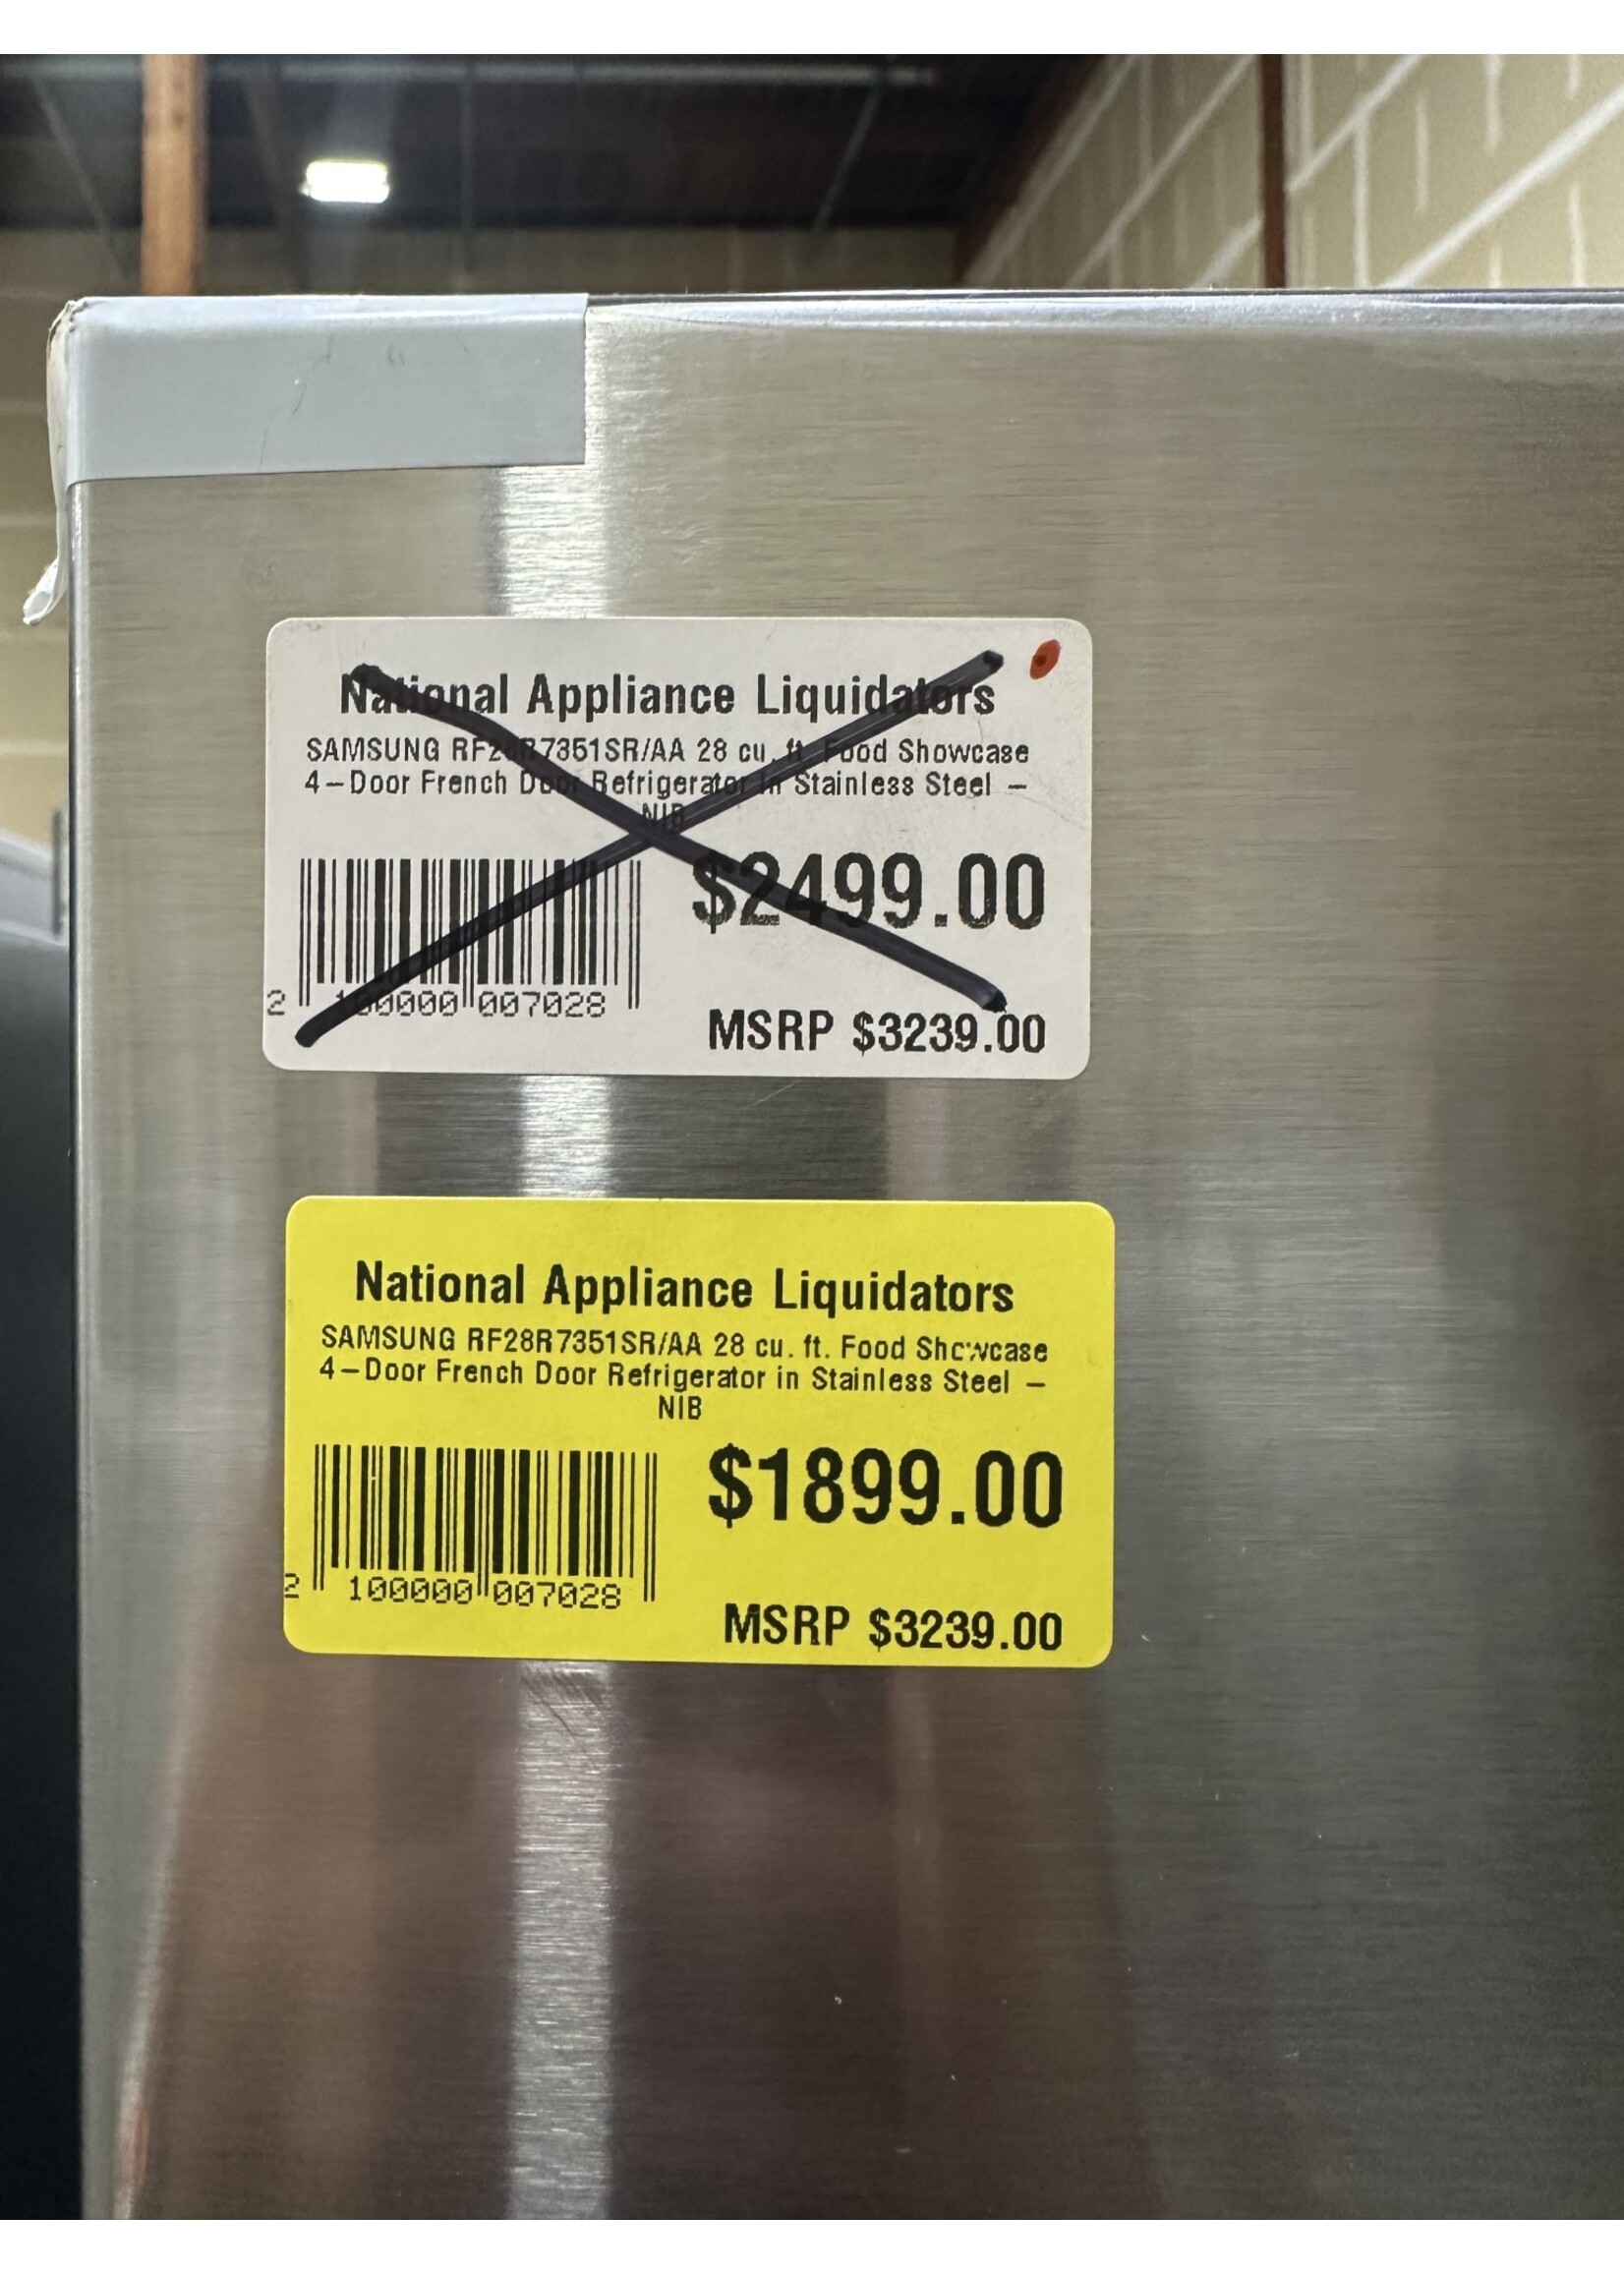 National Appliance Liquidators
SAMSUNG RF28R7351SR/AA 28 cu. ft. Food Showcase
4-Door French Door Refrigerator in Stainless Steel -
NIB
$2499.00
2 100000 007028
MSRP $3239.00
National Appliance Liquidators
SAMSUNG RF28R7351SR/AA 28 cu. ft. Food Showcase
4-Door French Door Refrigerator in Stainless Steel -
NIB
$1899.00
2 100000 007028
MSRP $3239.00